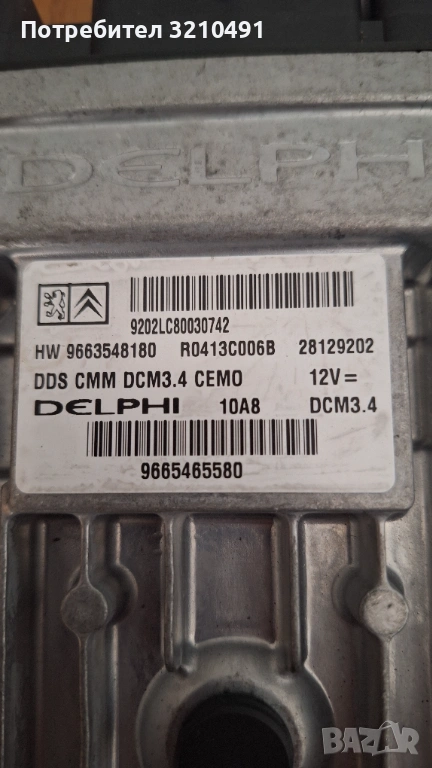 Потребител 3210491
DELPHI
9202LC80030742
HW 9663548180 R0413C006B 28129202
DDS CMM DCM3.4 CEMO 12V=
DELPHI 10A8 DCM3.4
9665465580
BAZAR